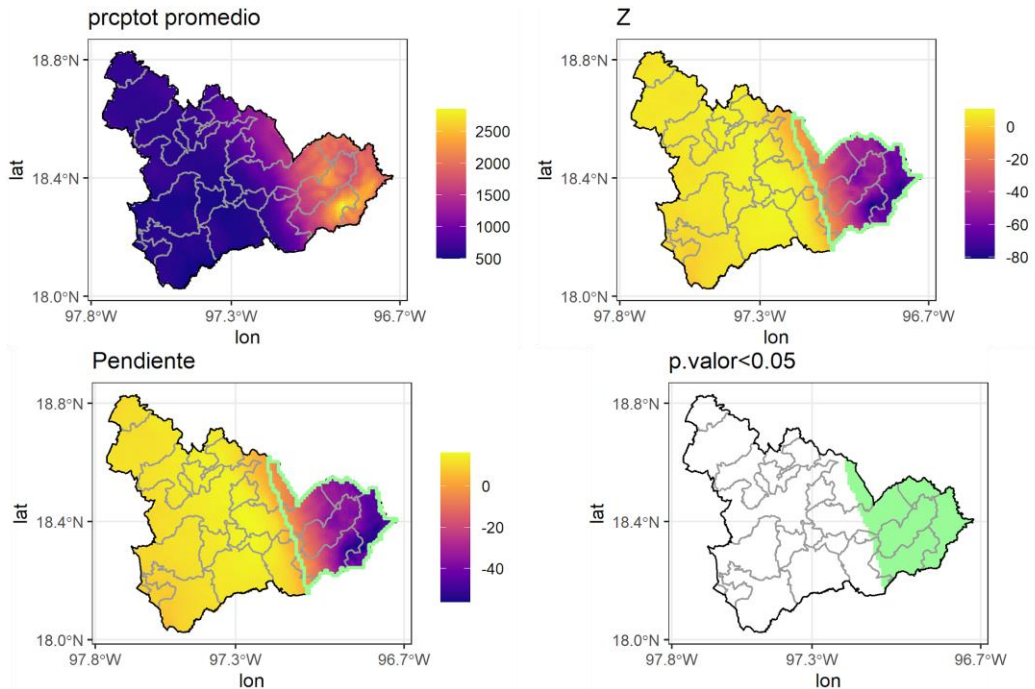 prcptot promedio
18.8°N
18.4°N
18.0°N
lat
97.8°W
97.3°W
96.7°W
lon
2500
2000
1500
1000
500
Z
18.8°N
18.4°N
18.0°N
lat
97.8°W
97.3°W
96.7°W
lon
0
-20
-40
-60
-80
Pendiente
18.8°N
18.4°N
18.0°N
lat
97.8°W
97.3°W
96.7°W
lon
0
-20
-40
p.valor<0.05
18.8°N
18.4°N
18.0°N
lat
97.8°W
97.3°W
96.7°W
lon